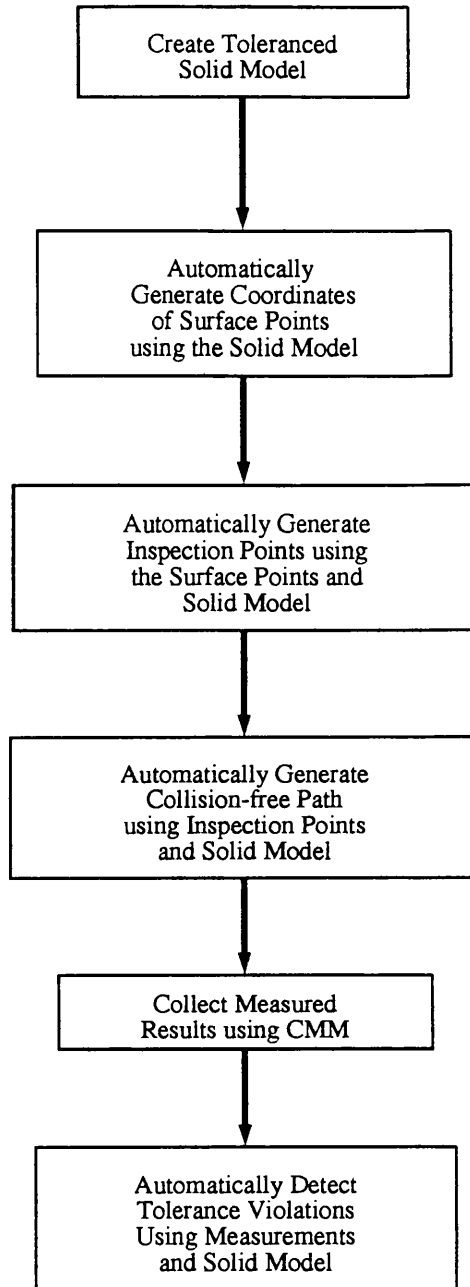 Create Toleranced
Solid Model
Automatically
Generate Coordinates
of Surface Points
using the Solid Model
Automatically Generate
Inspection Points using
the Surface Points and
Solid Model
Automatically Generate
Collision-free Path
using Inspection Points
and Solid Model
Collect Measured
Results using CMM
Automatically Detect
Tolerance Violations
Using Measurements
and Solid Model